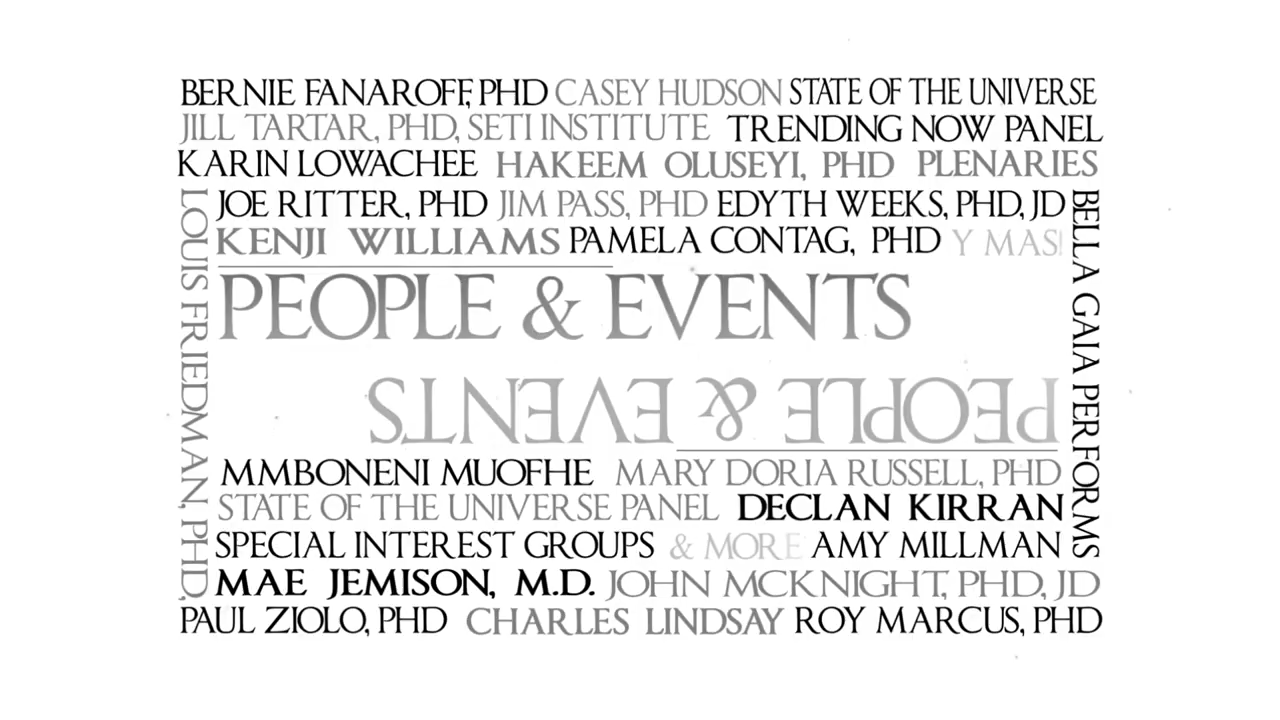 BERNIE FANAROFF, PHD CASEY HUDSON STATE OF THE UNIVERSE
JILL TARTAR, PHD, SETI INSTITUTE TRENDING NOW PANEL
KARIN LOWACHEE HAKEEM OLUSEYI, PHD PLENARIES
LOUIS FRIEDMAN, PHD,
JOE RITTER, PHD JIM PASS, PHD EDYTH WEEKS, PHD, JD
BELLA GAIA PERFORMS
KENJI WILLIAMS PAMELA CONTAG, PHD Y MAS
PEOPLE & EVENTS
PEOPLE & EVENTS
MMBONENI MUOFHE MARY DORIA RUSSELL, PHD
STATE OF THE UNIVERSE PANEL DECLAN KIRRAN
SPECIAL INTEREST GROUPS & MORE AMY MILLMAN
MAE JEMISON, M.D. JOHN MCKNIGHT, PHD, JD
PAUL ZIOLO, PHD CHARLES LINDSAY ROY MARCUS, PHD